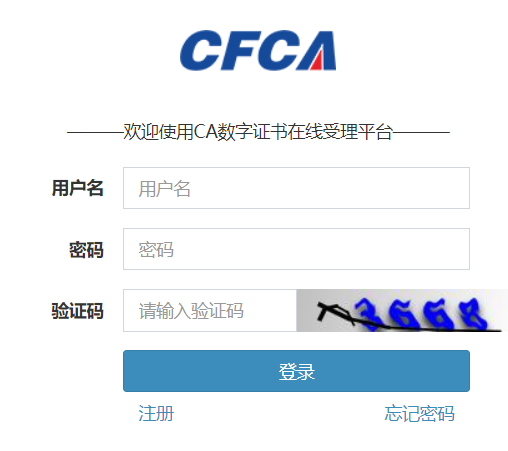 CFCA
————欢迎使用CA数字证书在线受理平台————
用户名 用户名
密码 密码
验证码 请输入验证码 3668
登录
注册 忘记密码